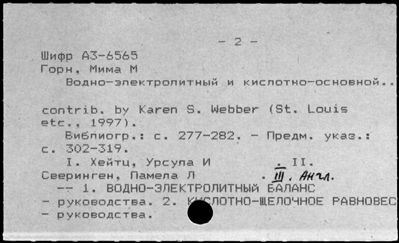 - 2 -
Шифр А3-6565
Горн, Мима М
Водно-электролитный и кислотно-основной..
contrib. by Karen S. Webber (St. Louis
etc., 1997).
Библиогр.: с. 277-282. - Предм. указ.:
с. 302-319.
I. Хейтц, Урсула И . II.
Сверинген, Памела Л . III. Англ.
-- 1. ВОДНО-ЭЛЕКТРОЛИТНЫЙ БАЛАНС
- руководства. 2. КИСЛОТНО-ЩЕЛОЧНОЕ РАВНОВЕС
- руководства.